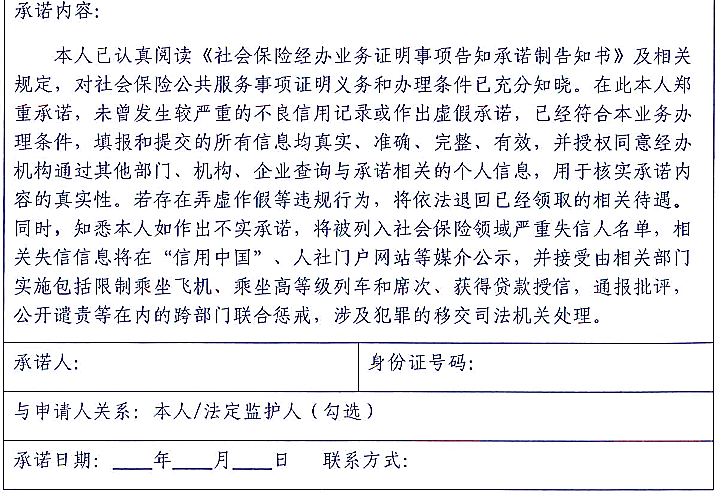 承诺内容：
本人已认真阅读《社会保险经办业务证明事项告知承诺制告知书》及相关
规定，对社会保险公共服务事项证明义务和办理条件已充分知晓。在此本人郑
重承诺，未曾发生较严重的不良信用记录或作出虚假承诺，已经符合本业务办
理条件，填报和提交的所有信息均真实、准确、完整、有效，并授权同意经办
机构通过其他部门、机构、企业查询与承诺相关的个人信息，用于核实承诺内
容的真实性。若存在弄虚作假等违规行为，将依法退回已经领取的相关待遇。
同时，知悉本人如作出不实承诺，将被列入社会保险领域严重失信人名单，相
关失信信息将在“信用中国”、人社门户网站等媒介公示，并接受由相关部门
实施包括限制乘坐飞机、乘坐高等级列车和席次、获得贷款授信，通报批评，
公开谴责等在内的跨部门联合惩戒，涉及犯罪的移交司法机关处理。
承诺人： 身份证号码：
与申请人关系：本人/法定监护人（勾选）
承诺日期：____年____月____日 联系方式：